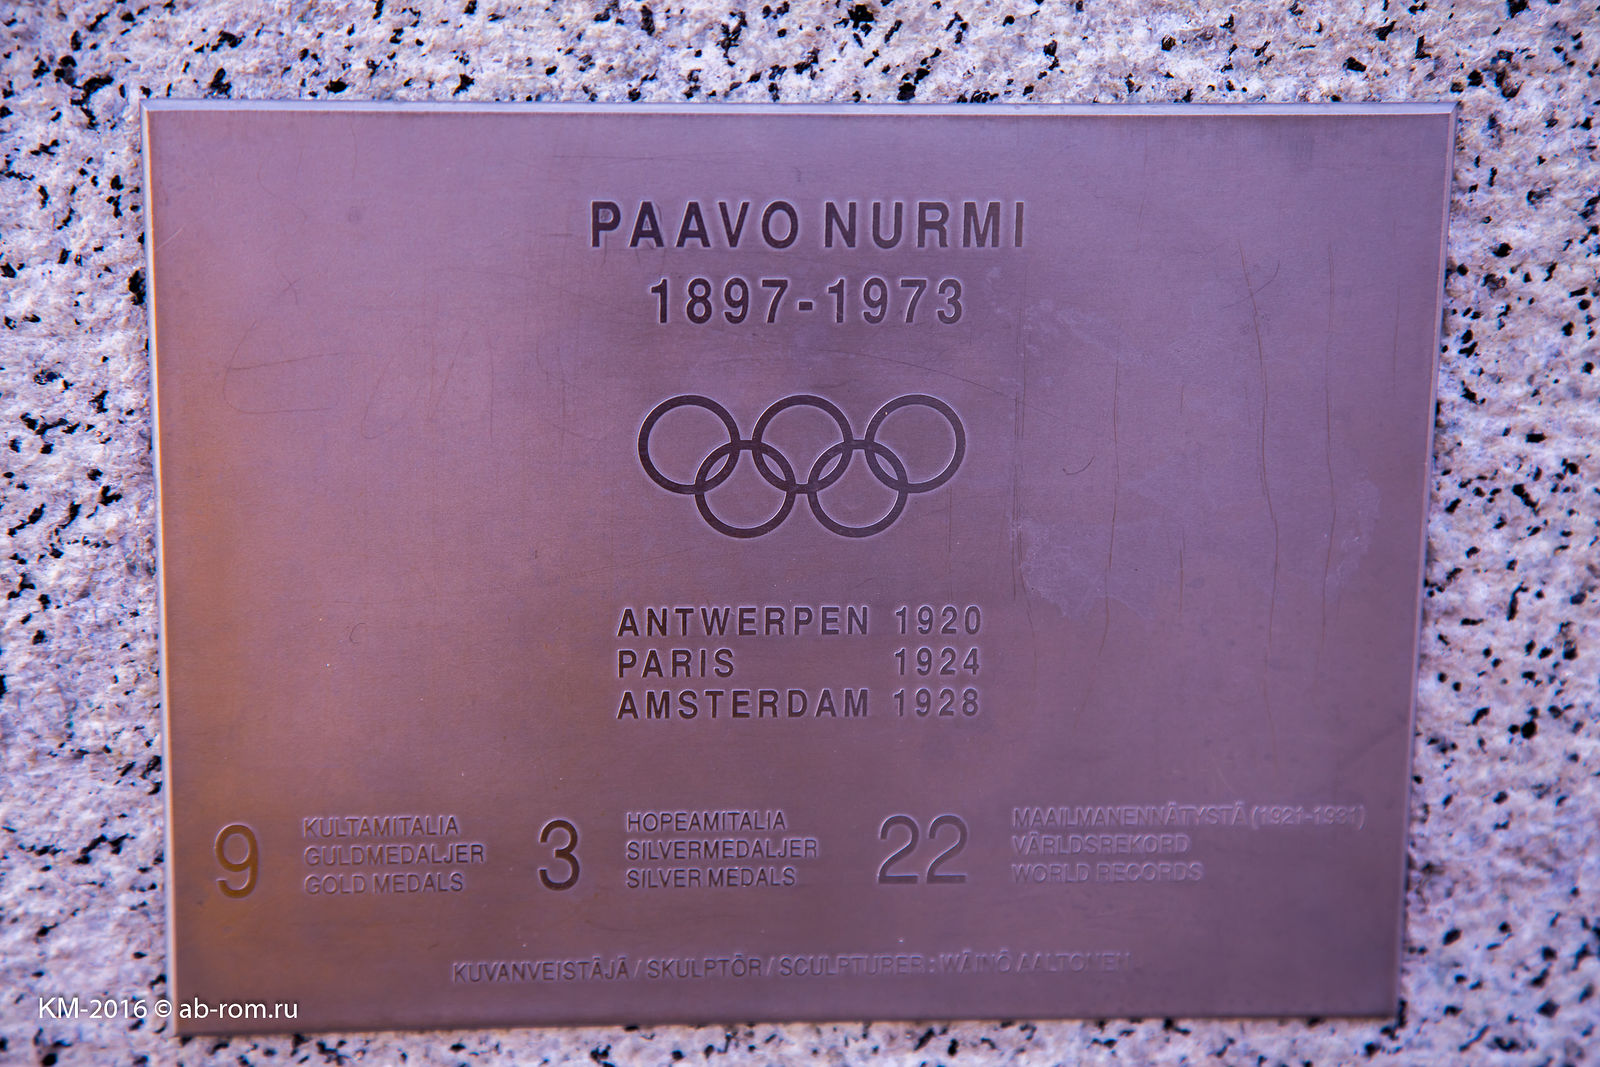 PAAVO NURMI
1897-1973
ANTWERPEN 1920
PARIS 1924
AMSTERDAM 1928
9 KULTAMITALIA
GULDMEDALJER
GOLD MEDALS
3 HOPEAMITALIA
SILVERMEDALJER
SILVER MEDALS
22 MAAILMANENNÄTYSTÄ (1921-1931)
VÄRLDSREKORD
WORLD RECORDS
KUVANVEISTÄJÄ / SKULPTÖR / SCULPTURER: WÄINÖ AALTONEN
KM-2016 © ab-rom.ru